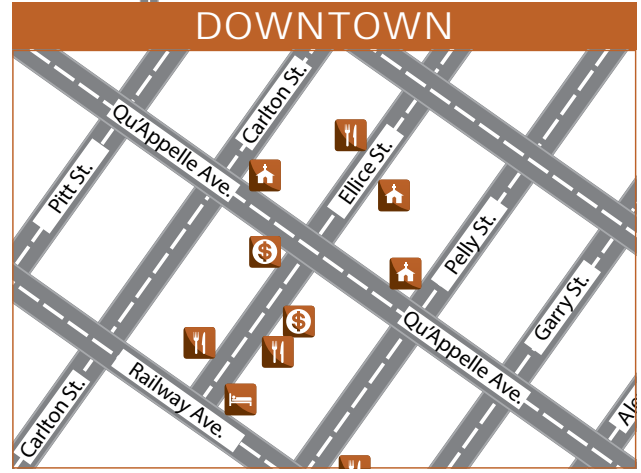 DOWNTOWN
Carlton St.
Qu'Appelle Ave.
Pitt St.
Ellice St.
Pelly St.
Garry St.
Qu'Appelle Ave.
Railway Ave.
Carlton St.
$
$